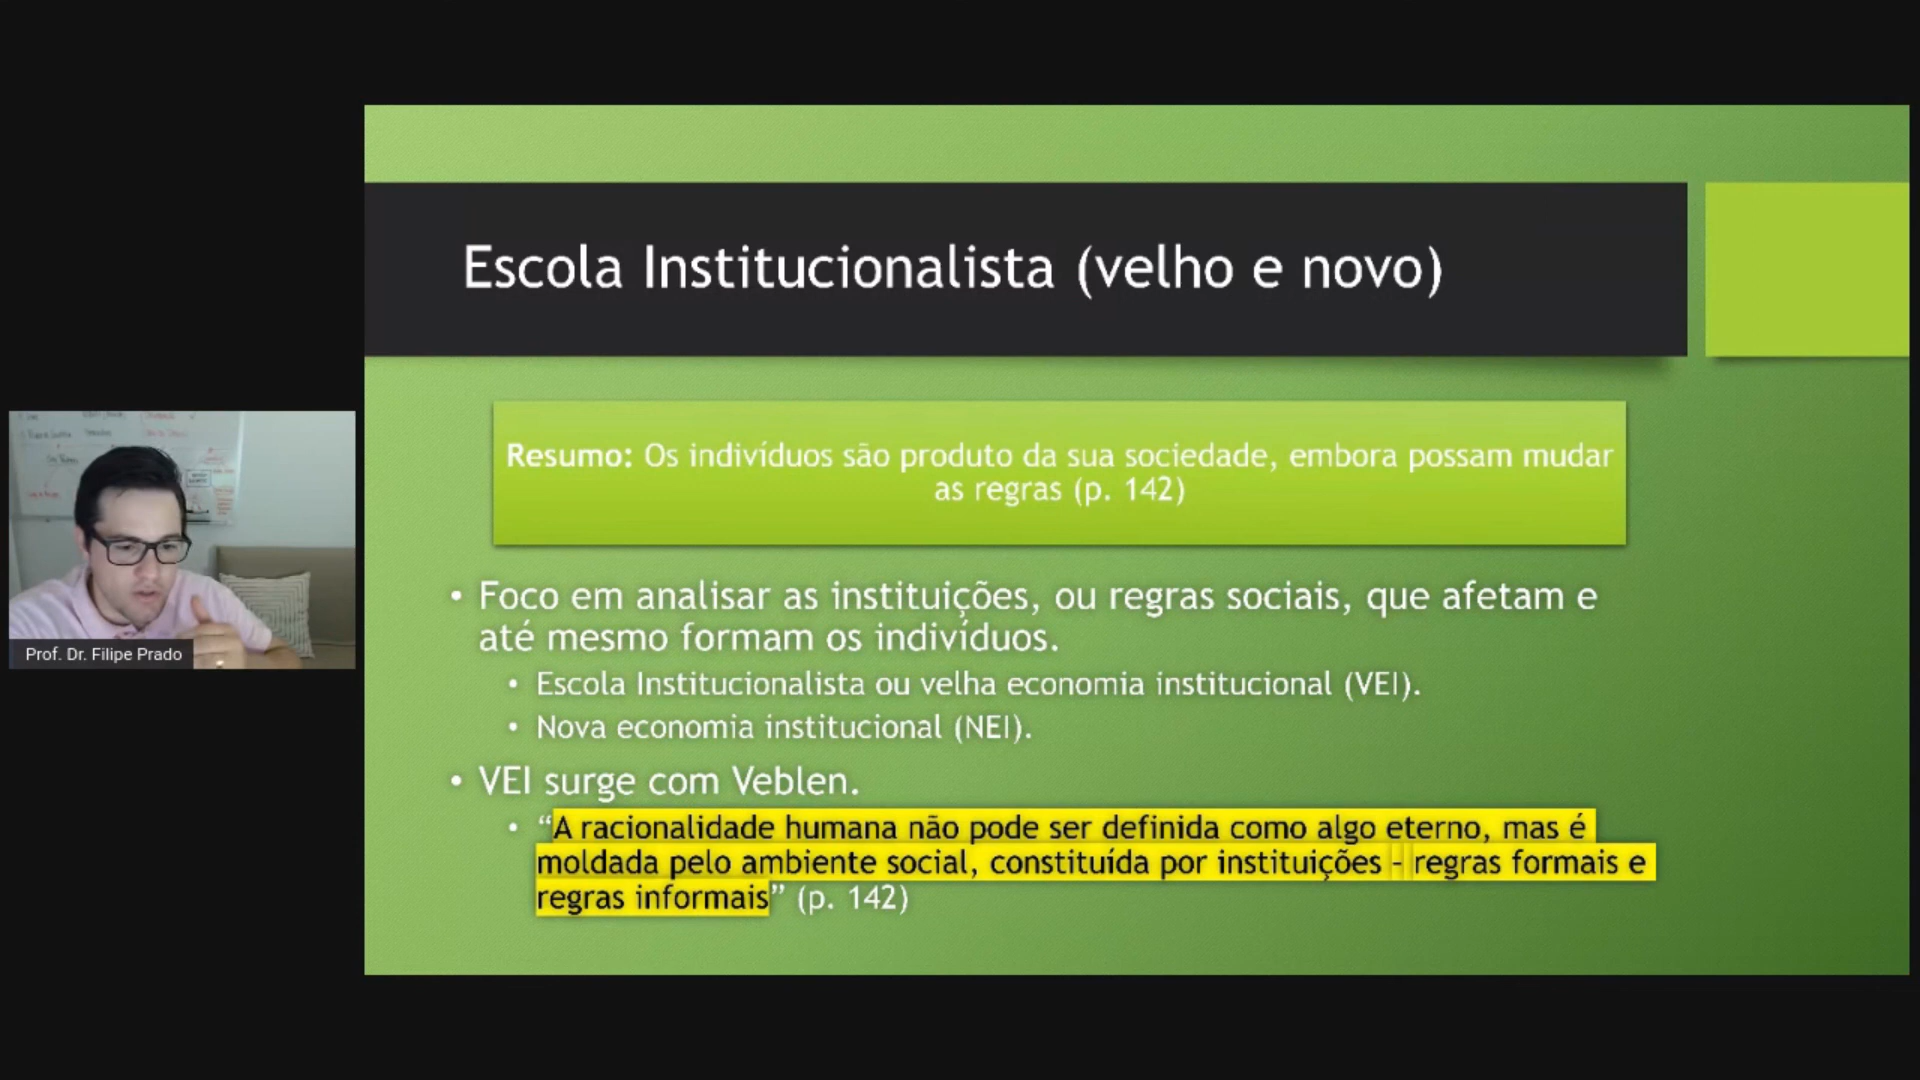 Escola Institucionalista (velho e novo)
Resumo: Os indivíduos são produto da sua sociedade, embora possam mudar
as regras (p. 142)
• Foco em analisar as instituições, ou regras sociais, que afetam e
até mesmo formam os indivíduos.
• Escola Institucionalista ou velha economia institucional (VEI).
• Nova economia institucional (NEI).
• VEI surge com Veblen.
• “A racionalidade humana não pode ser definida como algo eterno, mas é
moldada pelo ambiente social, constituída por instituições – regras formais e
regras informais” (p. 142)
Prof. Dr. Filipe Prado